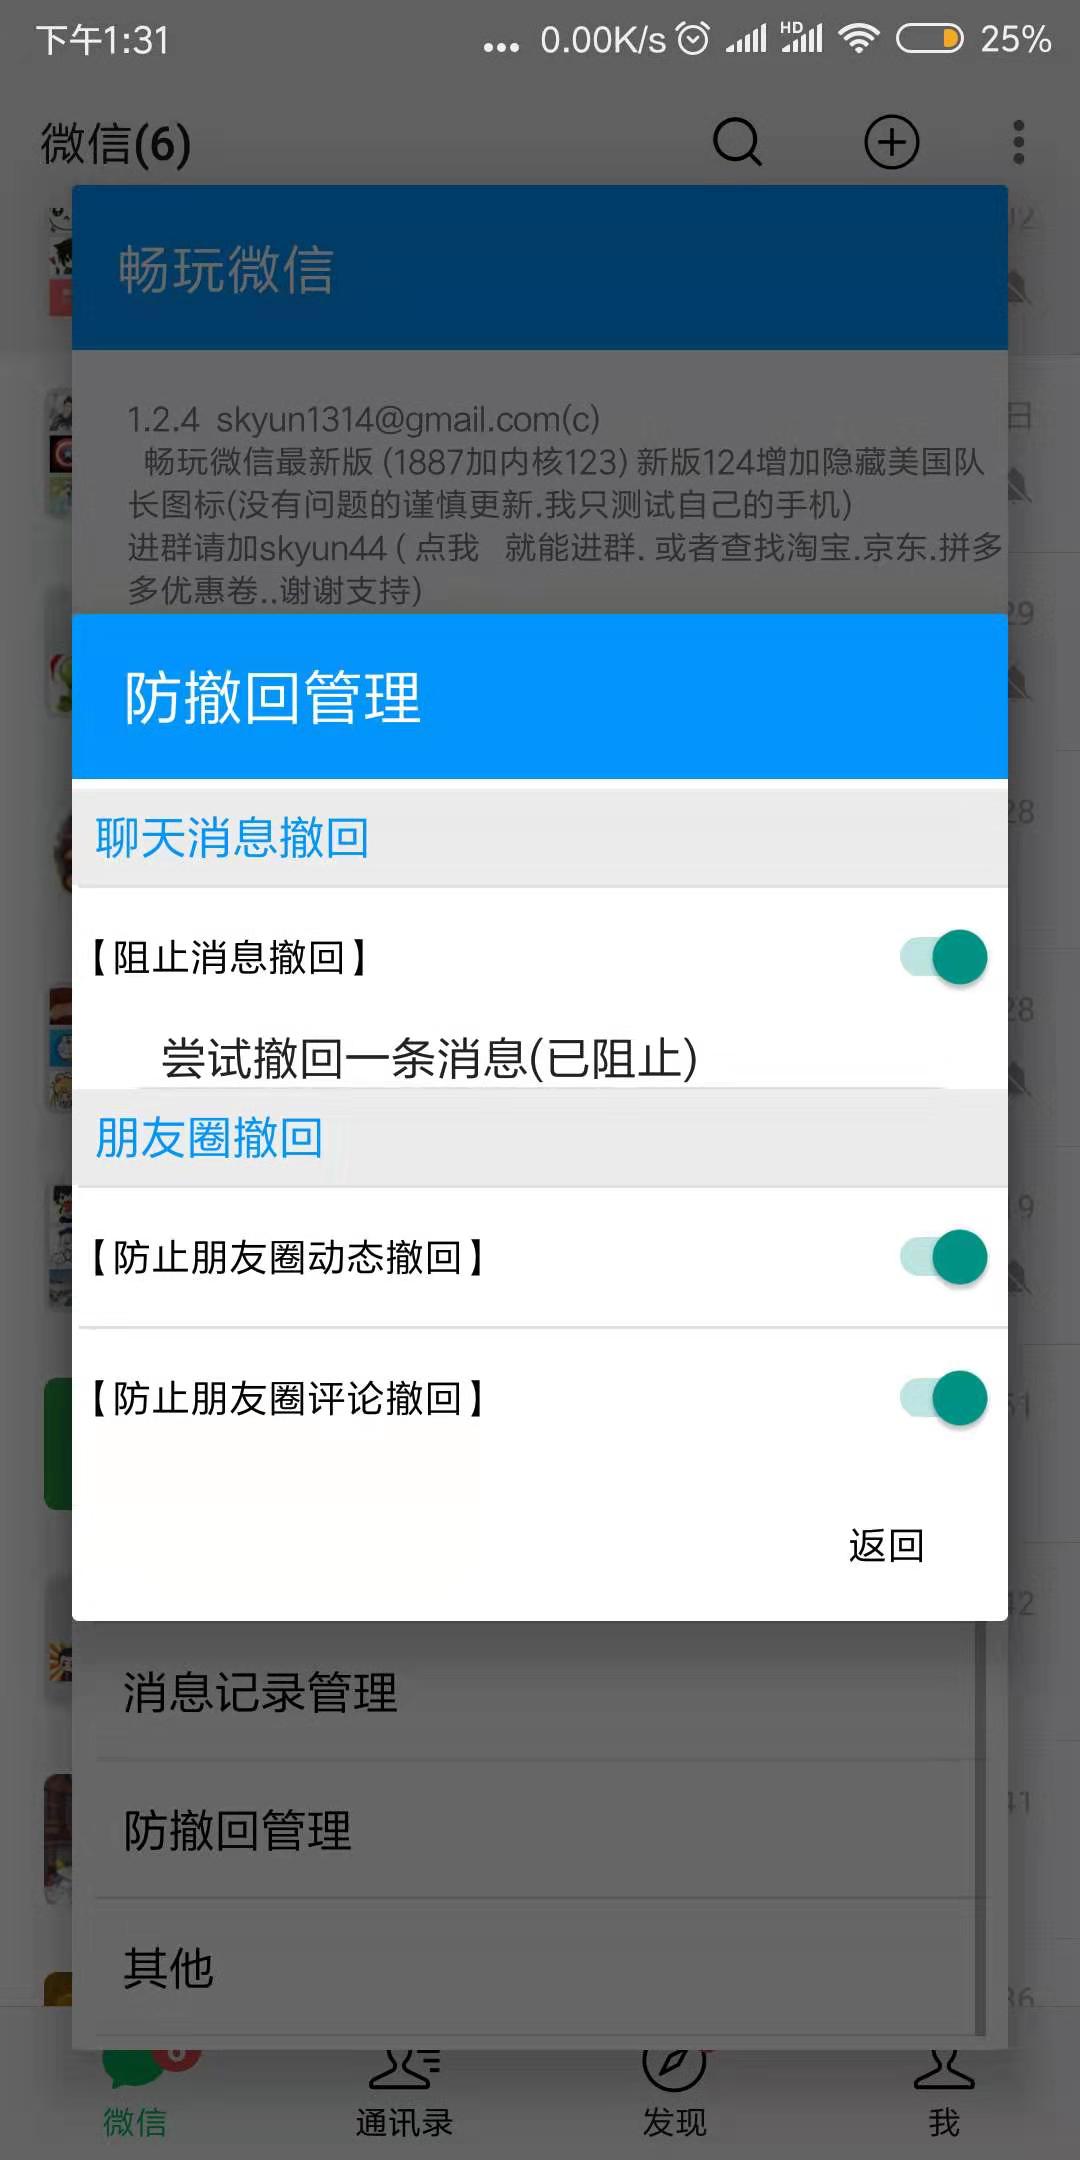 下午1:31
0.00K/s
HD
25%
微信(6)
畅玩微信
1.2.4 skyun1314@gmail.com(c)
畅玩微信最新版 (1887加内核123) 新版124增加隐藏美国队
长图标(没有问题的谨慎更新.我只测试自己的手机)
进群请加skyun44 ( 点我 就能进群. 或者查找淘宝.京东.拼多
多优惠卷..谢谢支持)
防撤回管理
聊天消息撤回
【阻止消息撤回】
尝试撤回一条消息(已阻止)
朋友圈撤回
【防止朋友圈动态撤回】
【防止朋友圈评论撤回】
返回
消息记录管理
防撤回管理
其他
微信
通讯录
发现
我